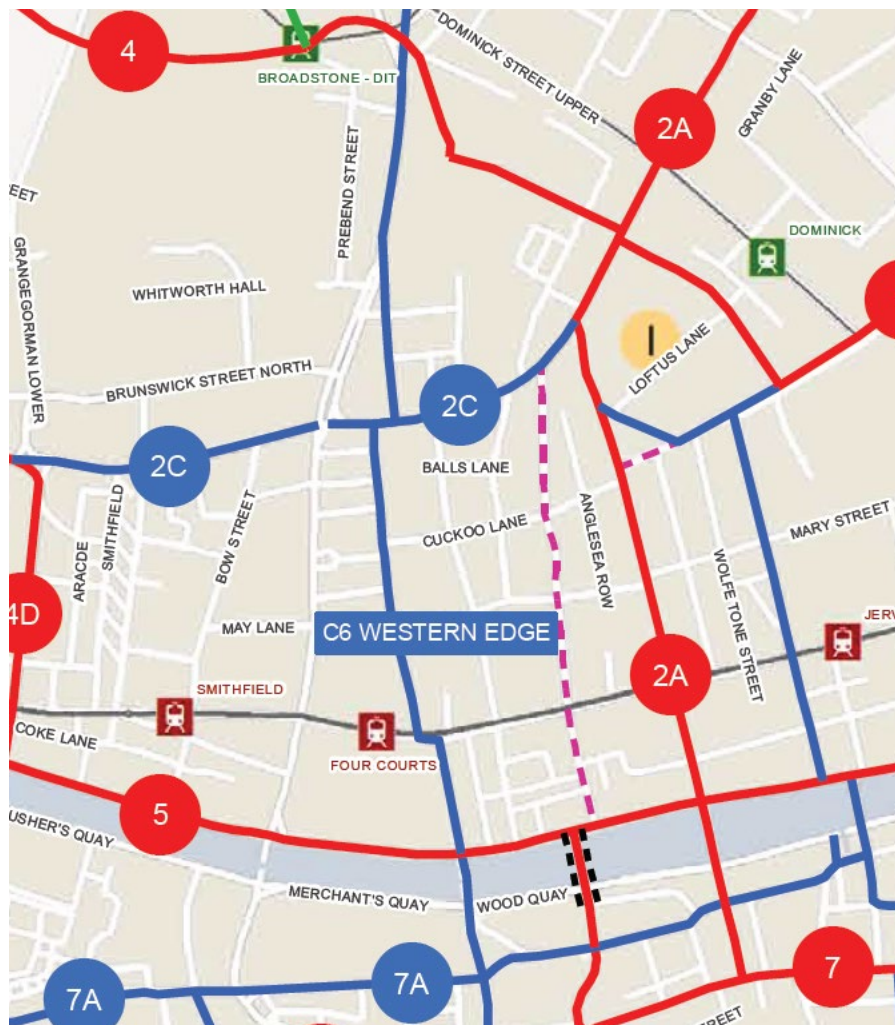 4
BROADSTONE - DIT
DOMINICK STREET UPPER
GRANBY LANE
2A
PREBEND STREET
DOMINICK
GRANGEGORMAN LOWER
WHITWORTH HALL
I
LOFTUS LANE
BRUNSWICK STREET NORTH
2C
2C
BALLS LANE
SMITHFIELD
ARACDE
BOW STREET
CUCKOO LANE
ANGLESEA ROW
MARY STREET
WOLFE TONE STREET
4D
MAY LANE
C6 WESTERN EDGE
2A
SMITHFIELD
COKE LANE
FOUR COURTS
5
USHER'S QUAY
MERCHANT'S QUAY
WOOD QUAY
7A
7A
7